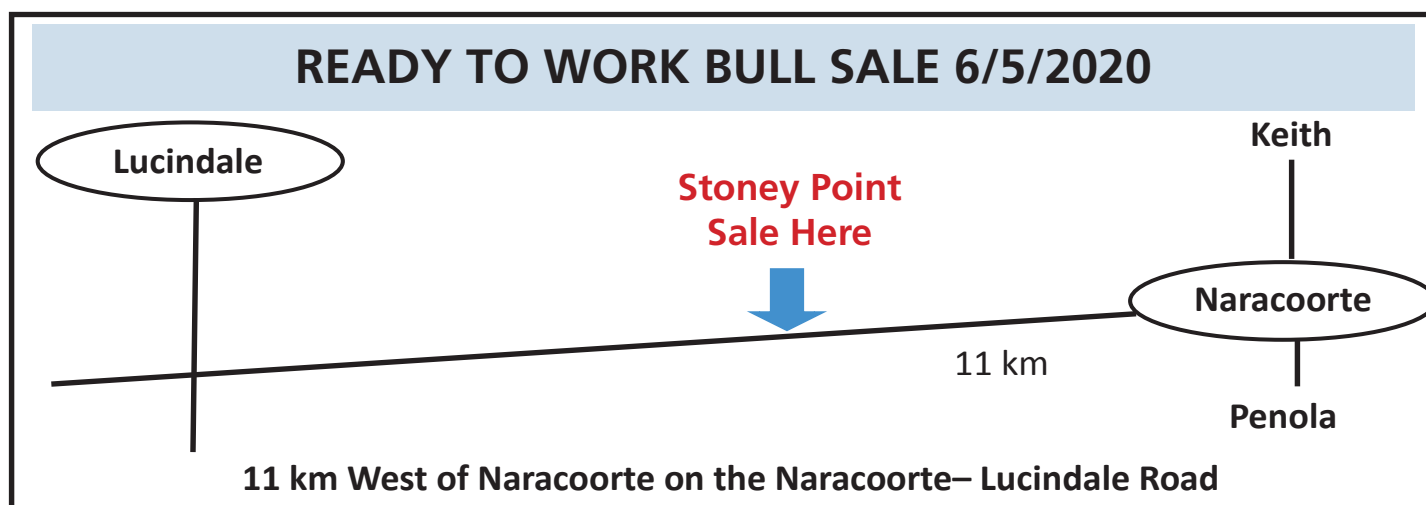 READY TO WORK BULL SALE 6/5/2020
Lucindale
Keith
Stoney Point
Sale Here
Naracoorte
11 km
Penola
11 km West of Naracoorte on the Naracoorte– Lucindale Road